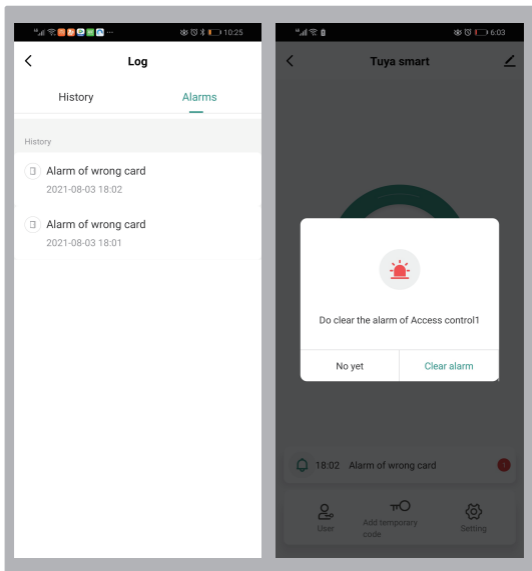 10:25
Log
History
Alarms
History
Alarm of wrong card
2021-08-03 18:02
Alarm of wrong card
2021-08-03 18:01
6:03
Tuya smart
Do clear the alarm of Access control1
No yet
Clear alarm
18:02 Alarm of wrong card
1
User
Add temporary
code
Setting